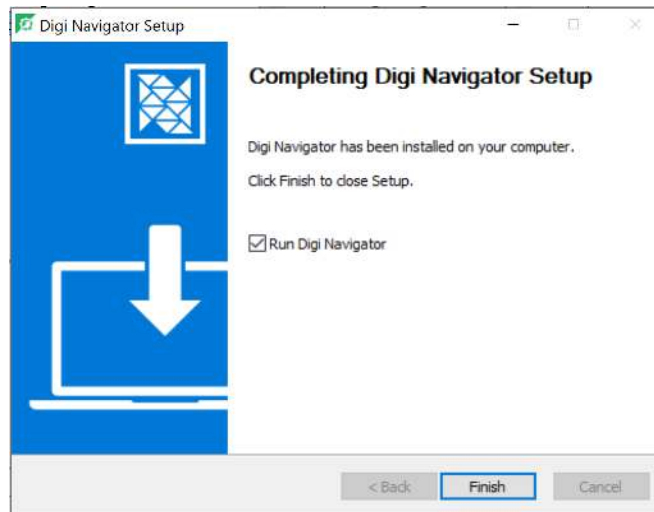 Digi Navigator Setup
Completing Digi Navigator Setup
Digi Navigator has been installed on your computer.
Click Finish to close Setup.
Run Digi Navigator
< Back Finish Cancel